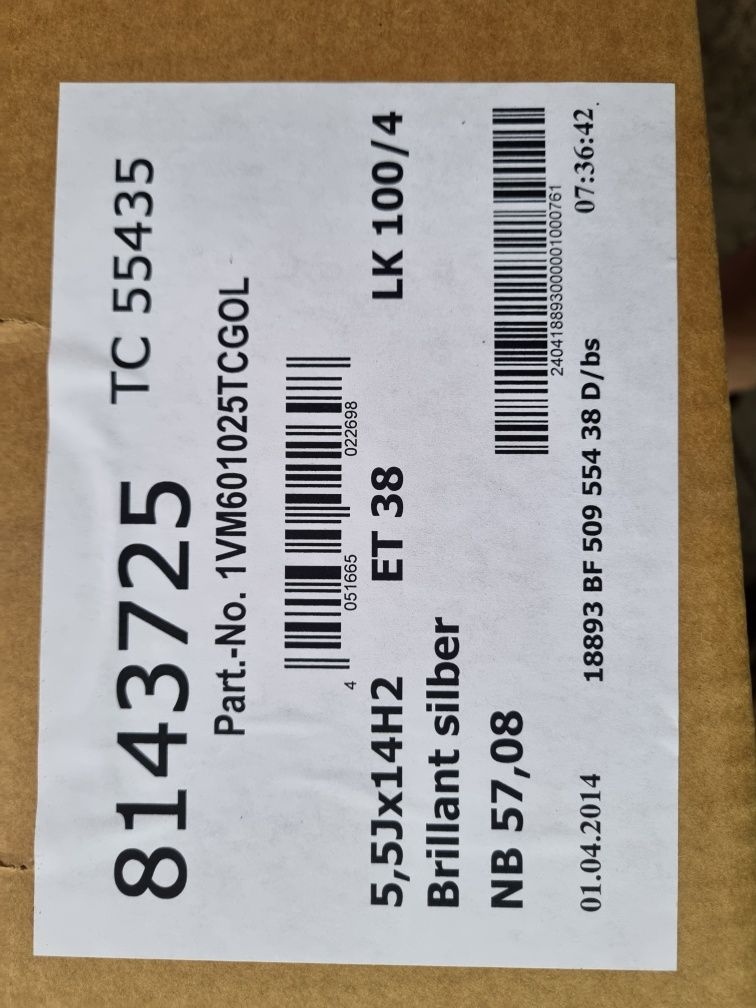 8143725 TC 55435
Part.-No. 1VM601025TCGOL
4 051665 022698
5,5Jx14H2 ET 38 LK 100/4
Brillant silber
NB 57,08
240418893000001000761
01.04.2014 18893 BF 509 554 38 D/bs 07:36:42